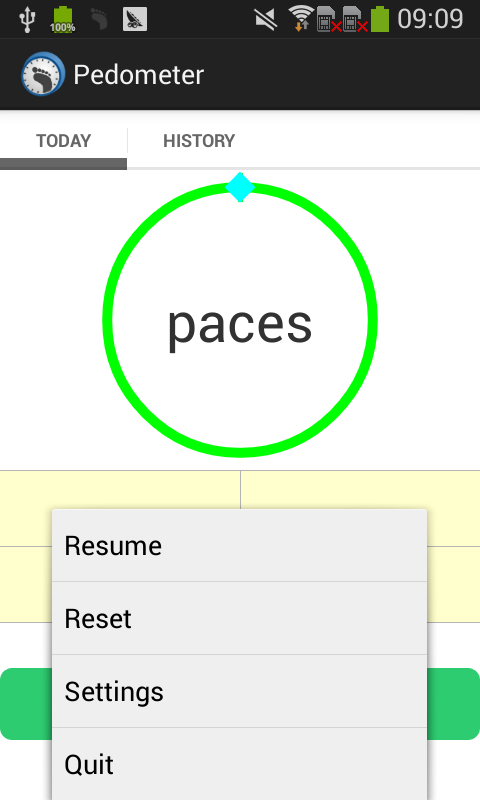 100%
09:09
Pedometer
TODAY
HISTORY
paces
Resume
Reset
Settings
Quit